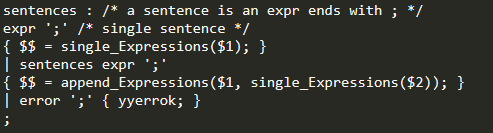 sentences : /* a sentence is an expr ends with ; */
expr ';' /* single sentence */
{ $$ = single_Expressions($1); }
| sentences expr ';'
{ $$ = append_Expressions($1, single_Expressions($2)); }
| error ';' { yyerrok; }
;